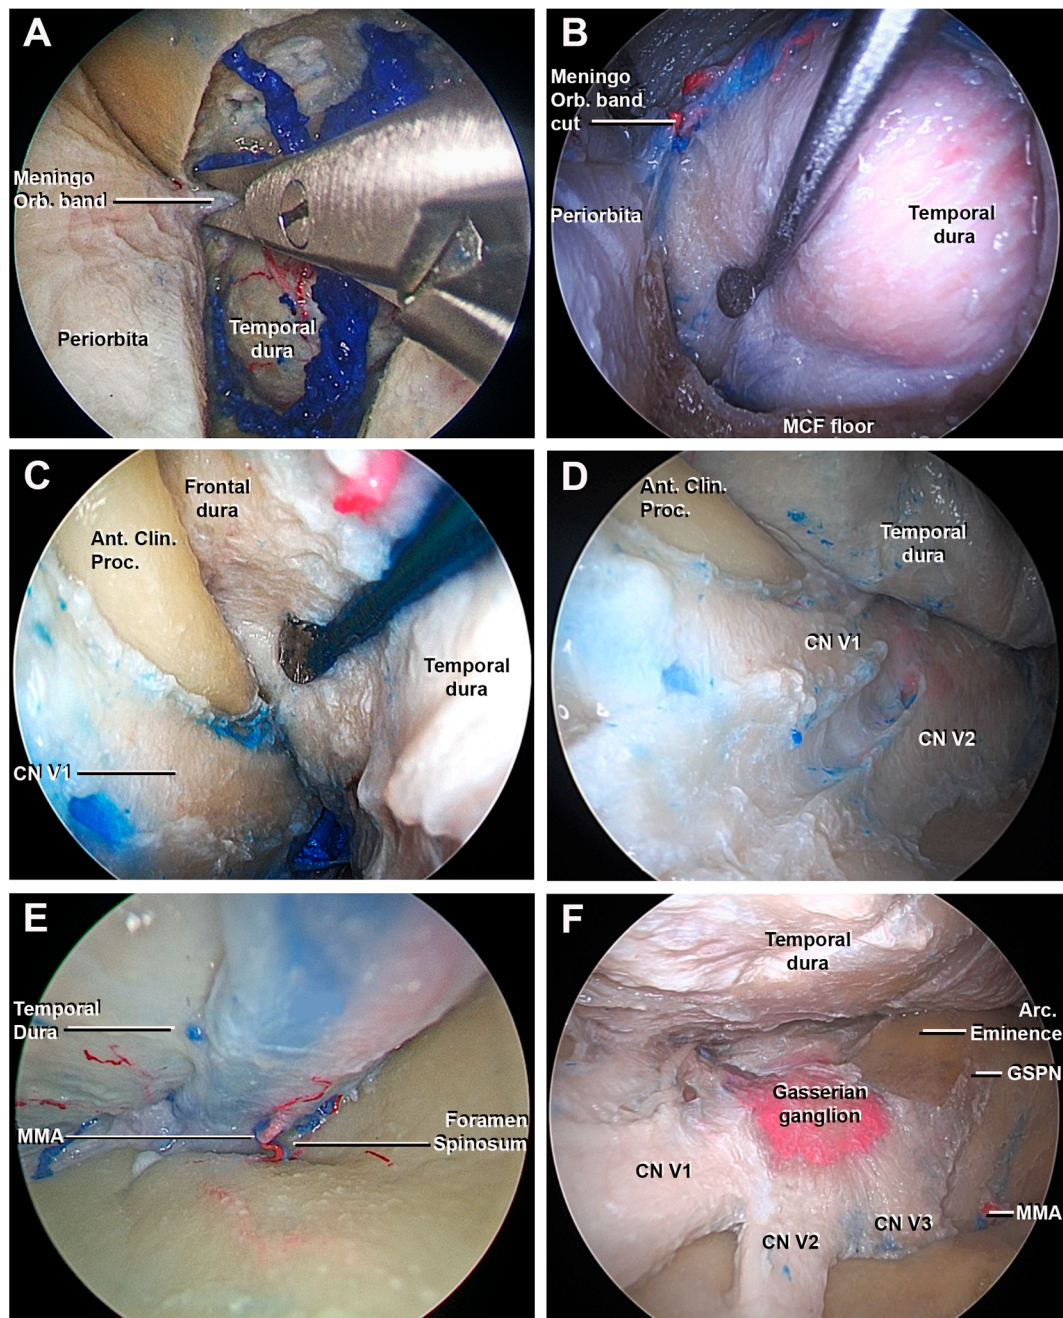 A
Meningo
Orb. band
Periorbita
Temporal
dura
B
Meningo
Orb. band
cut
Periorbita
Temporal
dura
MCF floor
C
Frontal
dura
Ant. Clin.
Proc.
Temporal
dura
CN V1
D
Ant. Clin.
Proc.
Temporal
dura
CN V1
CN V2
E
Temporal
Dura
MMA
Foramen
Spinosum
F
Temporal
dura
Arc.
Eminence
GSPN
Gasserian
ganglion
CN V1
CN V2
CN V3
MMA